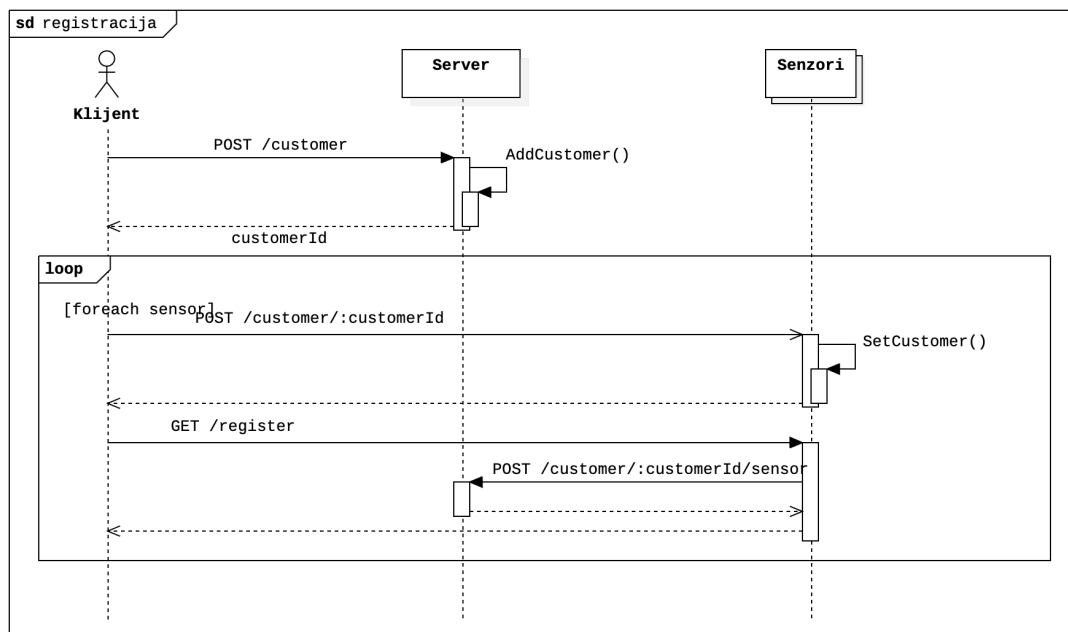 sd registracija
Klijent
Server
Senzori
POST /customer
AddCustomer()
customerId
loop
[foreach sensor]
POST /customer/:customerId
SetCustomer()
GET /register
POST /customer/:customerId/sensor